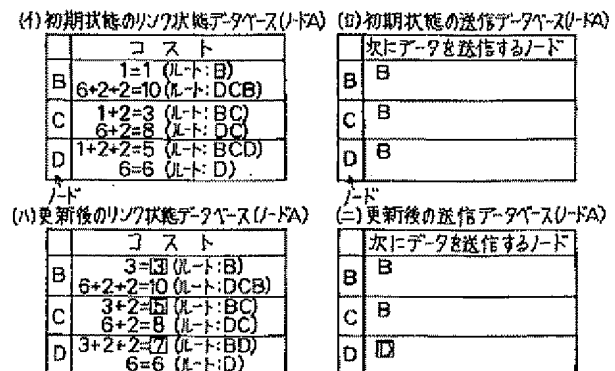 (イ)初期状態のリンク状態データベース(ノードA)
コスト
B
1=1 (ルート:B)
6+2+2=10(ルート:DCB)
C
1+2=3 (ルート:BC)
6+2=8 (ルート:DC)
D
1+2+2=5 (ルート:BCD)
6=6 (ルート:D)
ノード
(ロ)初期状態の送信データベース(ノードA)
次にデータを送信するノード
B B
C B
D B
ノード
(ハ)更新後のリンク状態データベース(ノードA)
コスト
B
3=3 (ルート:B)
6+2+2=10 (ルート:DCB)
C
3+2=5 (ルート:BC)
6+2=8 (ルート:DC)
D
3+2+2=7 (ルート:BD)
6=6 (ルート:D)
(ニ)更新後の送信データベース(ノードA)
次にデータを送信するノード
B B
C B
D D